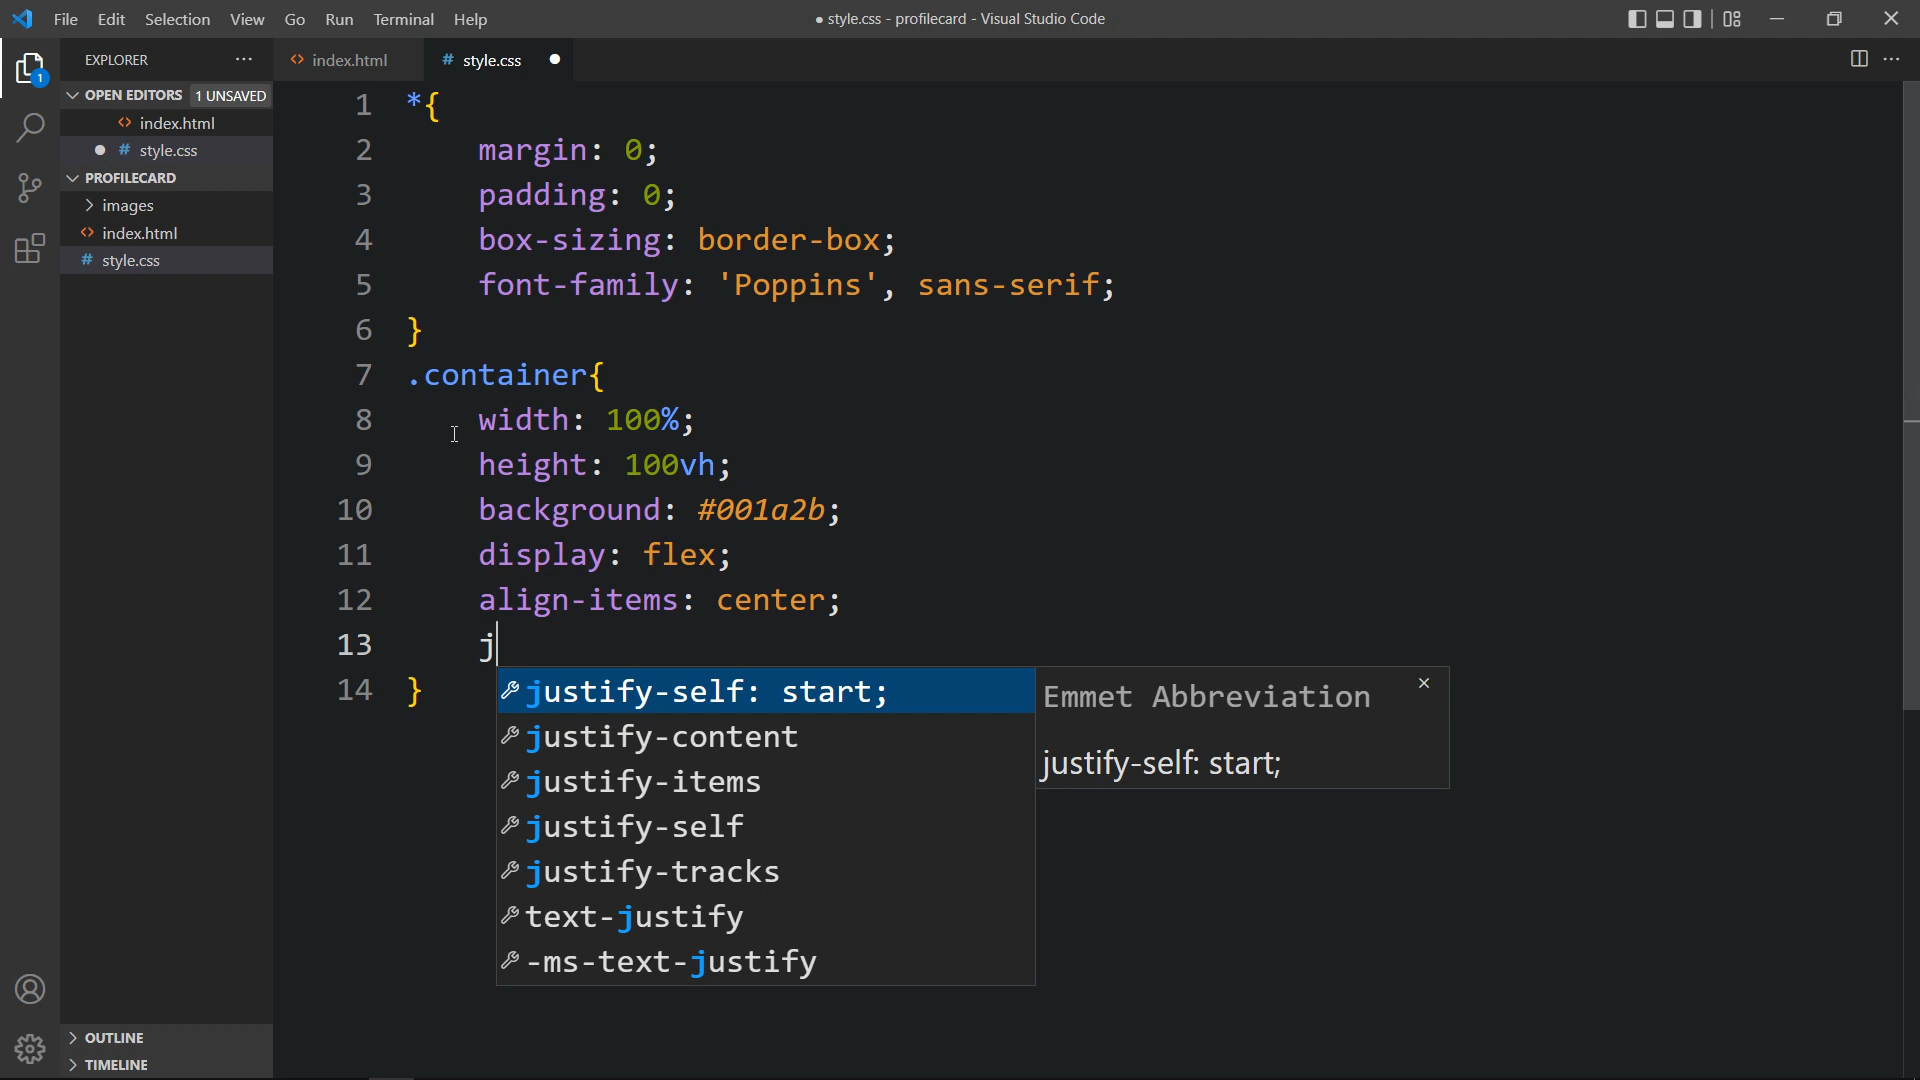 File Edit Selection View Go Run Terminal Help
● style.css - profilecard - Visual Studio Code
EXPLORER ···
OPEN EDITORS 1 UNSAVED
<> index.html
● # style.css
PROFILECARD
> images
<> index.html
# style.css
OUTLINE
TIMELINE
1
<> index.html # style.css ●
1 *{
2 margin: 0;
3 padding: 0;
4 box-sizing: border-box;
5 font-family: 'Poppins', sans-serif;
6 }
7 .container{
8 width: 100%;
9 height: 100vh;
10 background: #001a2b;
11 display: flex;
12 align-items: center;
13 j
14 }
justify-self: start;
justify-content
justify-items
justify-self
justify-tracks
text-justify
-ms-text-justify
Emmet Abbreviation
justify-self: start;